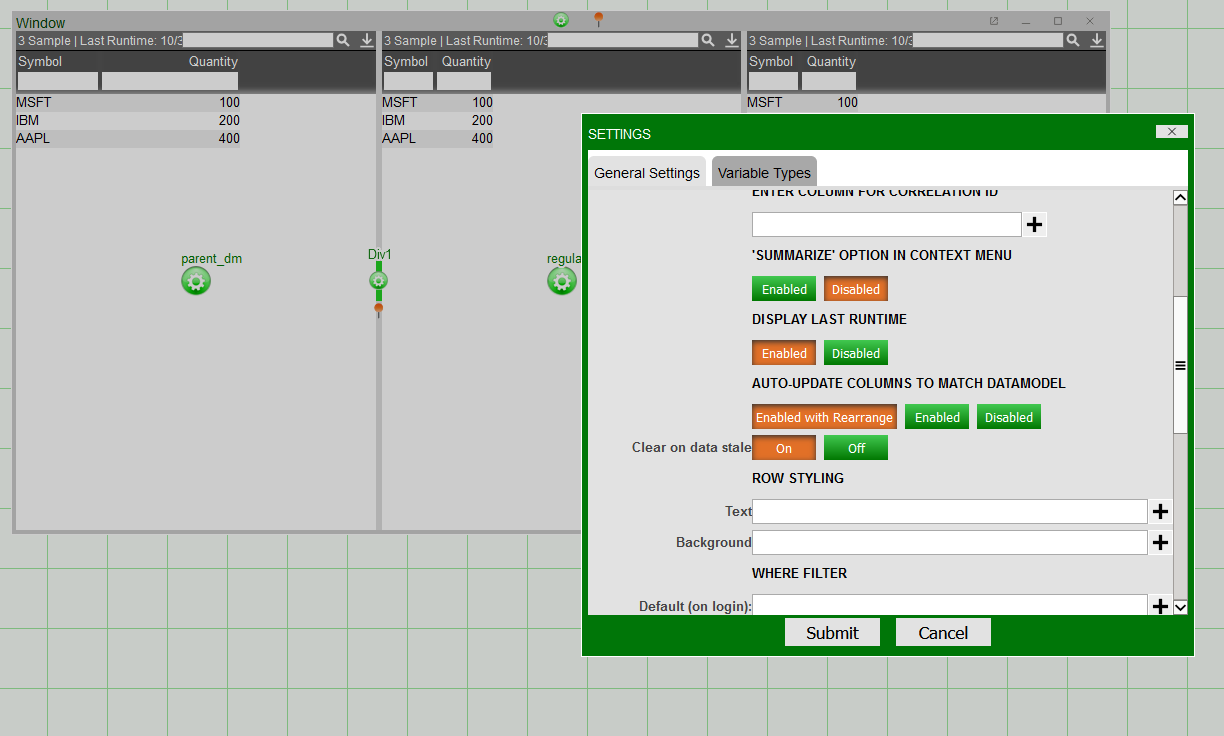 Window
3 Sample | Last Runtime: 10/3
3 Sample | Last Runtime: 10/3
3 Sample | Last Runtime: 10/3
Symbol Quantity
Symbol Quantity
Symbol Quantity
MSFT 100
IBM 200
AAPL 400
MSFT 100
IBM 200
AAPL 400
MSFT 100
parent_dm
Div1
regula
SETTINGS
General Settings Variable Types
ENTER COLUMN FOR CORRELATION ID
'SUMMARIZE' OPTION IN CONTEXT MENU
Enabled Disabled
DISPLAY LAST RUNTIME
Enabled Disabled
AUTO-UPDATE COLUMNS TO MATCH DATAMODEL
Enabled with Rearrange Enabled Disabled
Clear on data stale On Off
ROW STYLING
Text
Background
WHERE FILTER
Default (on login):
Submit Cancel